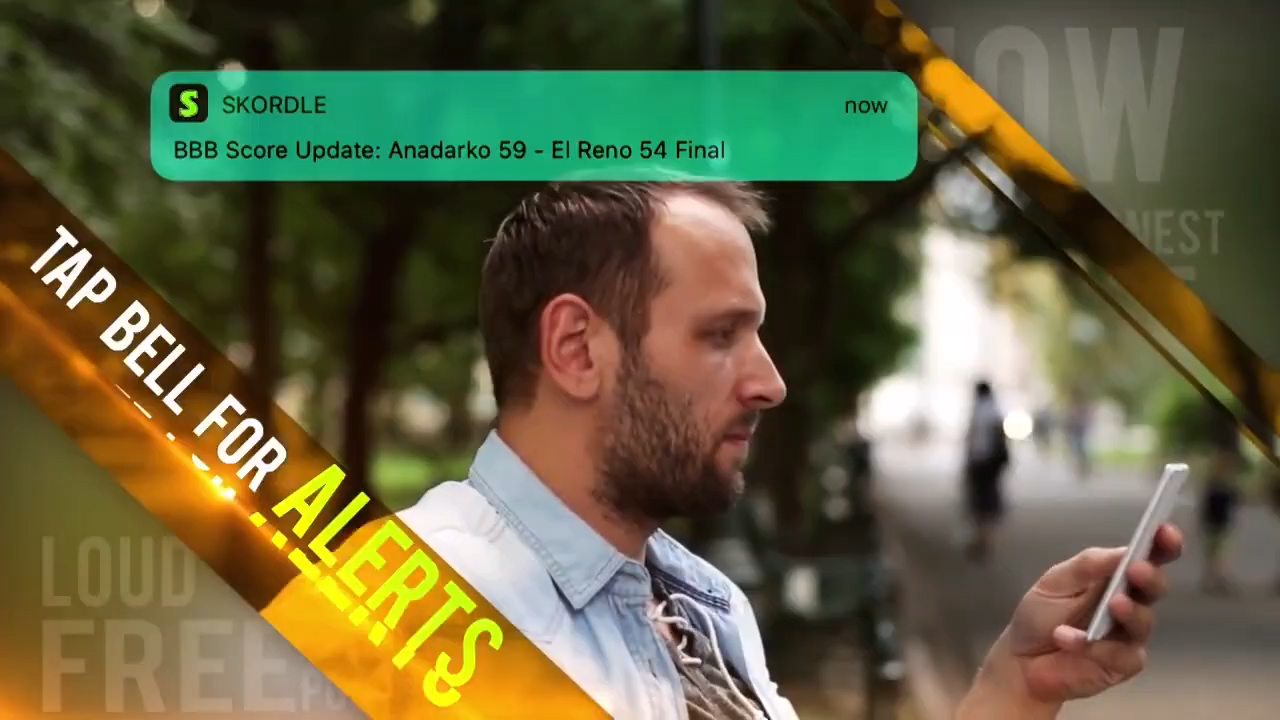 SKORDLE
now
BBB Score Update: Anadarko 59 - El Reno 54 Final
TAP BELL FOR ALERTS
LOUD
FREE